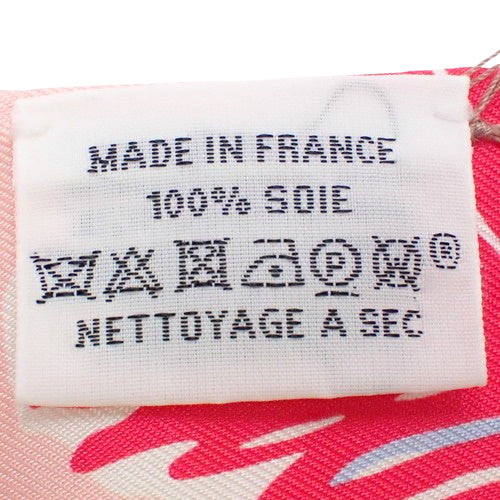 MADE IN FRANCE
100% SOIE
P W ®
NETTOYAGE A SEC